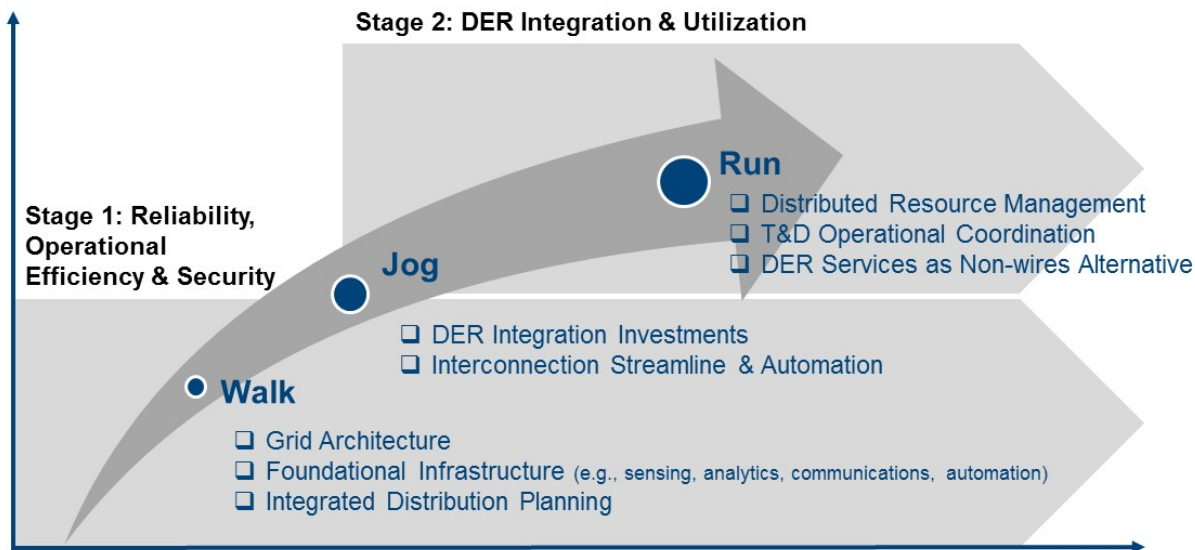 Stage 2: DER Integration & Utilization
Stage 1: Reliability,
Operational
Efficiency & Security
Run
❑ Distributed Resource Management
❑ T&D Operational Coordination
❑ DER Services as Non-wires Alternative
Jog
❑ DER Integration Investments
❑ Interconnection Streamline & Automation
Walk
❑ Grid Architecture
❑ Foundational Infrastructure (e.g., sensing, analytics, communications, automation)
❑ Integrated Distribution Planning